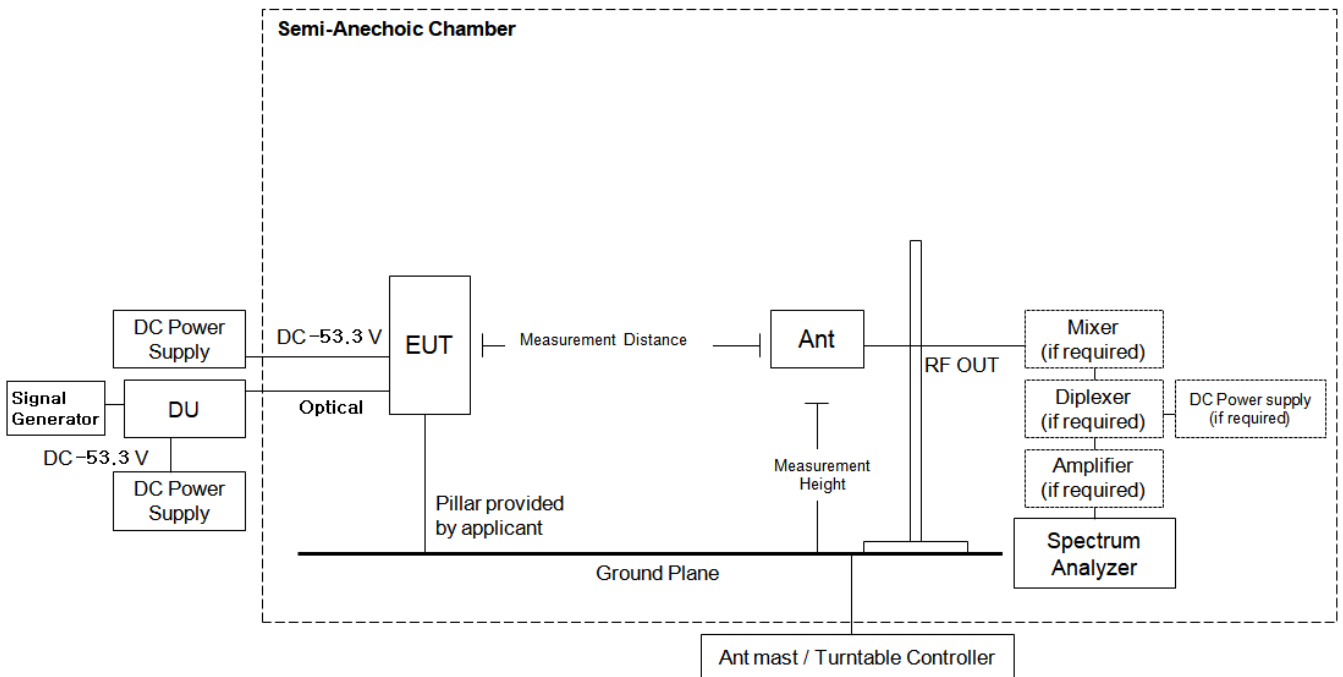 Semi-Anechoic Chamber
DC Power
Supply
DC-53.3 V
EUT
Measurement Distance
Ant
RF OUT
Mixer
(if required)
Signal
Generator
DU
Optical
Diplexer
(if required)
DC Power supply
(if required)
DC-53.3 V
DC Power
Supply
Measurement
Height
Amplifier
(if required)
Pillar provided
by applicant
Spectrum
Analyzer
Ground Plane
Ant mast / Turntable Controller